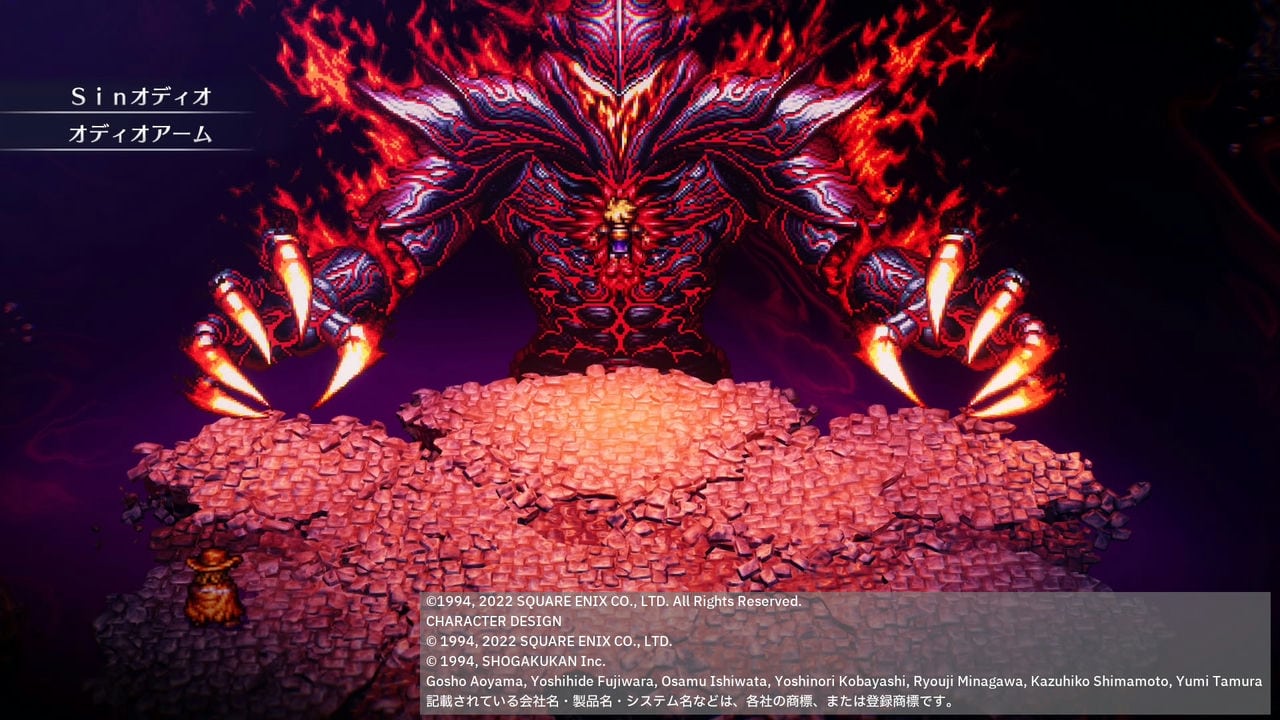 Sinオディオ
オディオアーム
©1994, 2022 SQUARE ENIX CO., LTD. All Rights Reserved.
CHARACTER DESIGN
© 1994, 2022 SQUARE ENIX CO., LTD.
© 1994, SHOGAKUKAN Inc.
Gosho Aoyama, Yoshihide Fujiwara, Osamu Ishiwata, Yoshinori Kobayashi, Ryouji Minagawa, Kazuhiko Shimamoto, Yumi Tamura
記載されている会社名・製品名・システム名などは、各社の商標、または登録商標です。